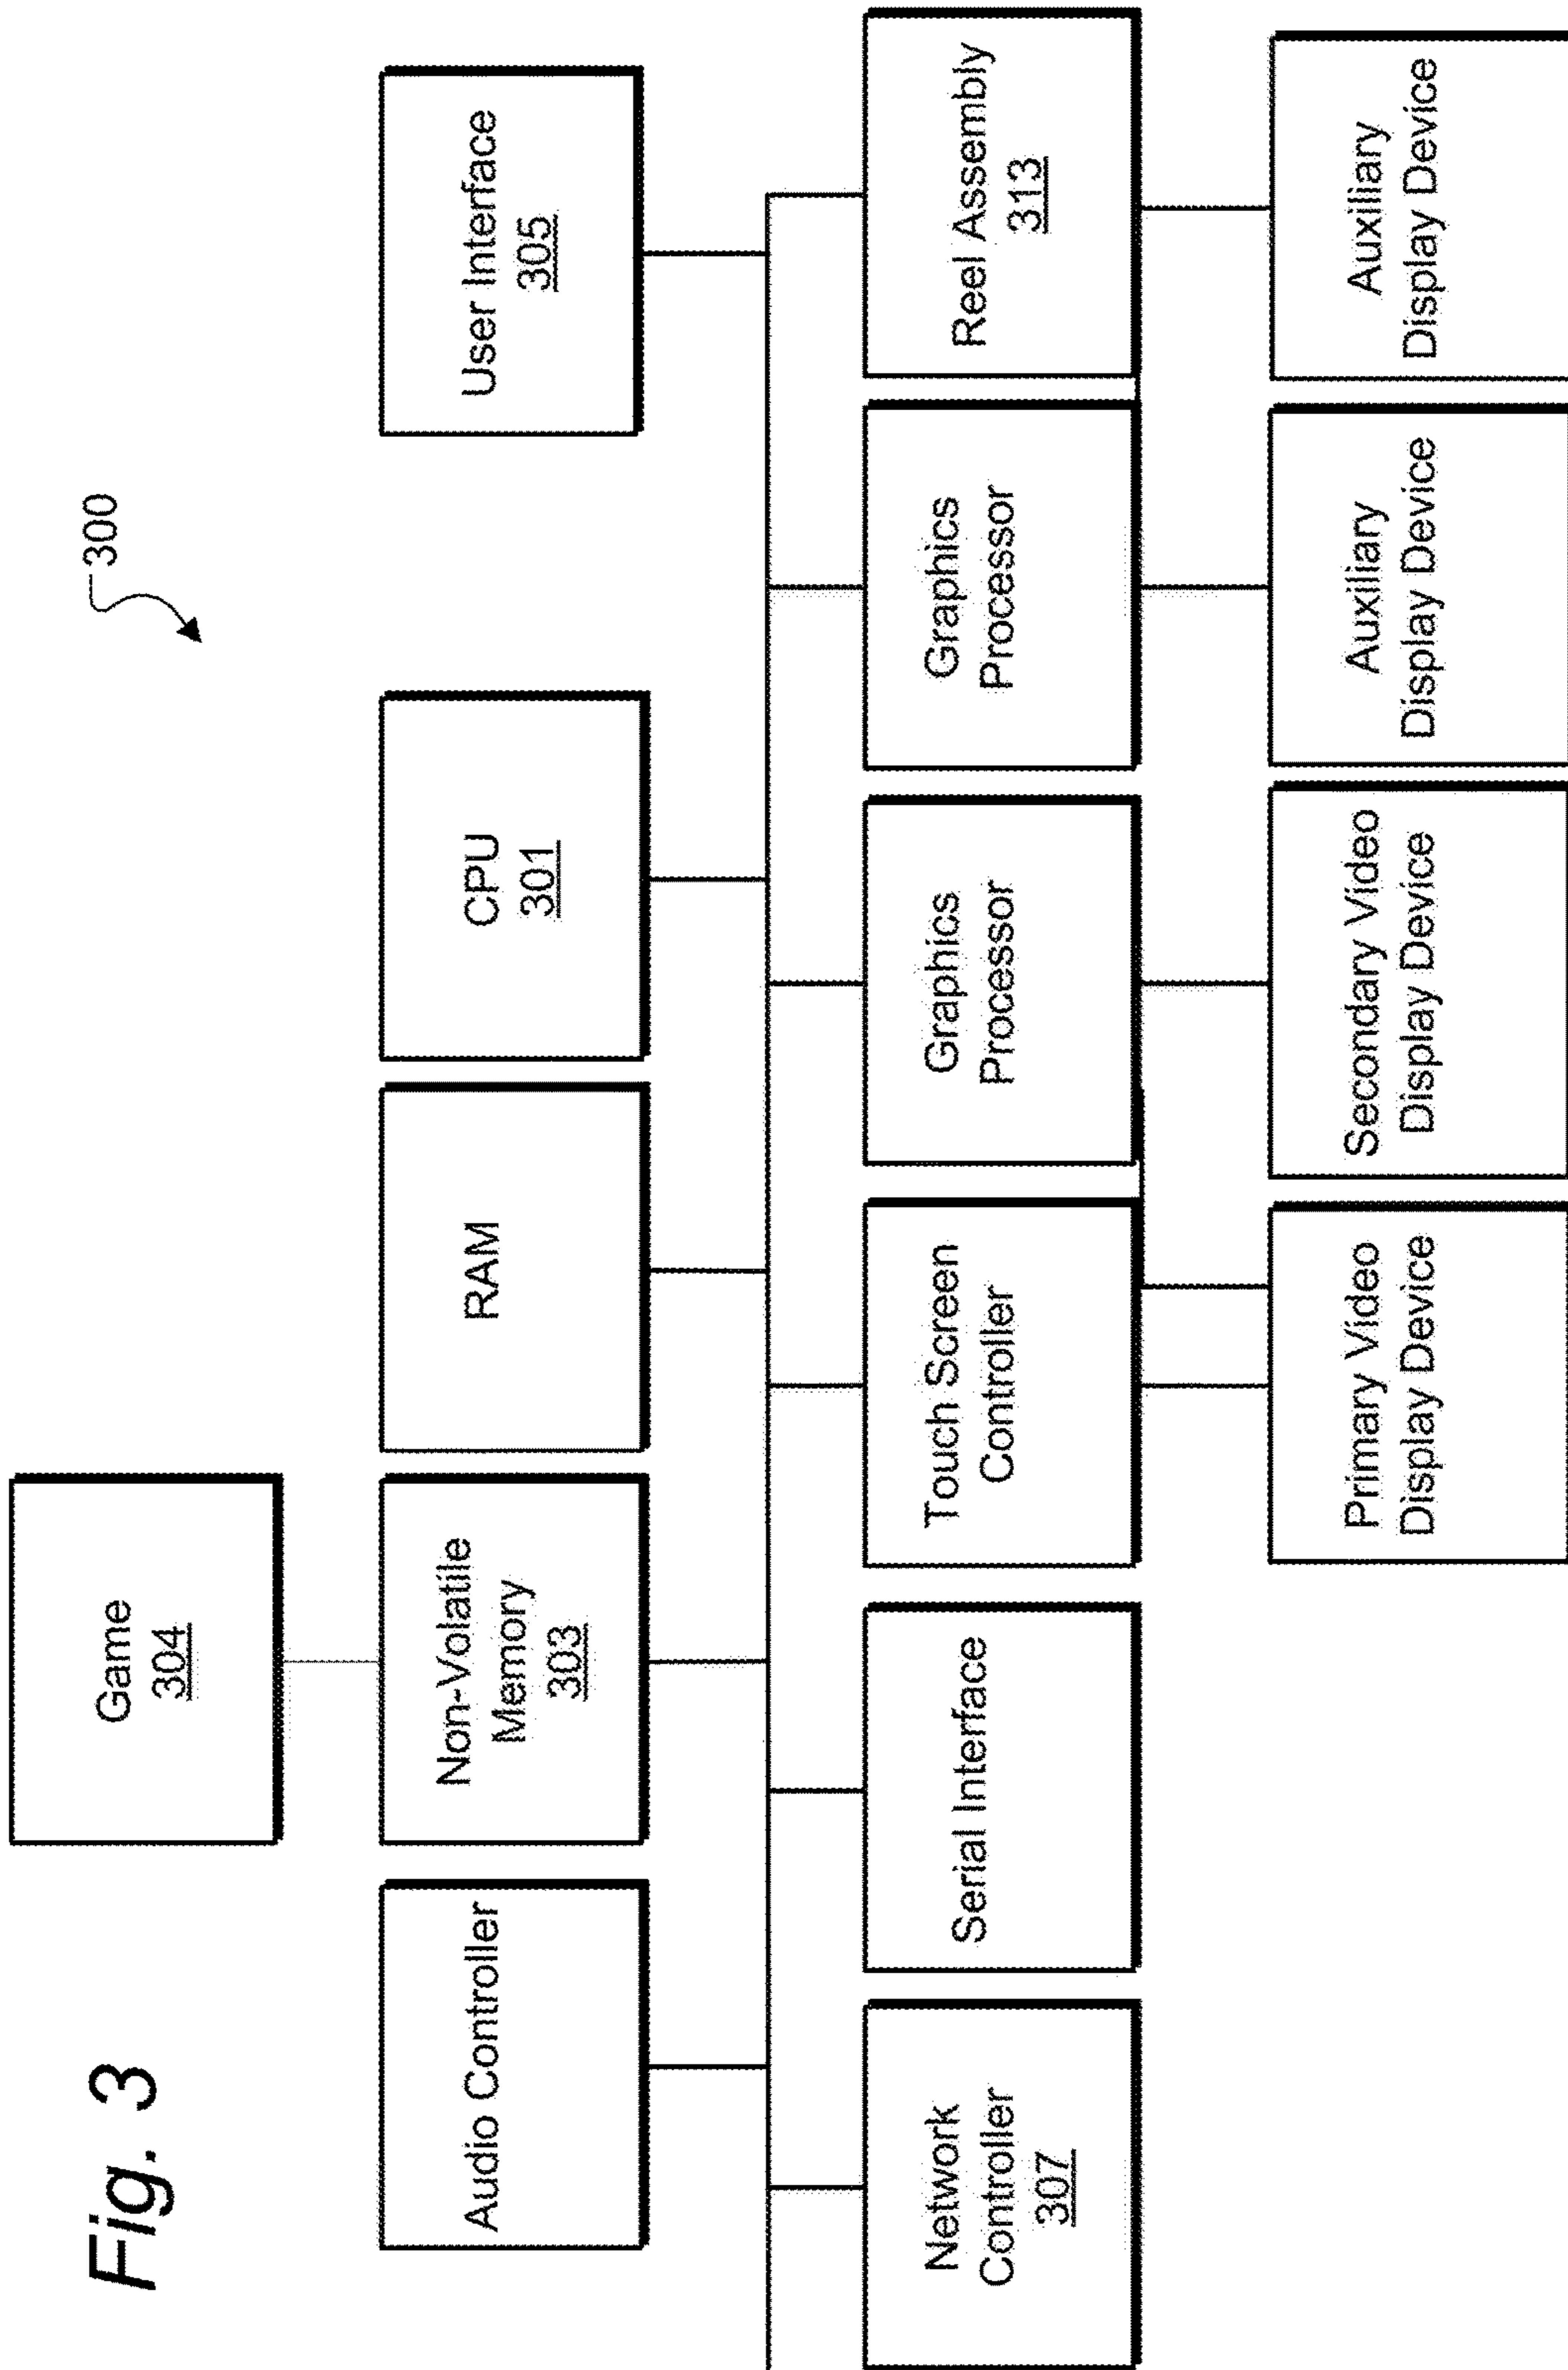 Fig. 3
300
Game
304
Audio Controller
Non-Volatile
Memory
303
RAM
CPU
301
User Interface
305
Network
Controller
307
Serial Interface
Touch Screen
Controller
Graphics
Processor
Graphics
Processor
Reel Assembly
313
Primary Video
Display Device
Secondary Video
Display Device
Auxiliary
Display Device
Auxiliary
Display Device